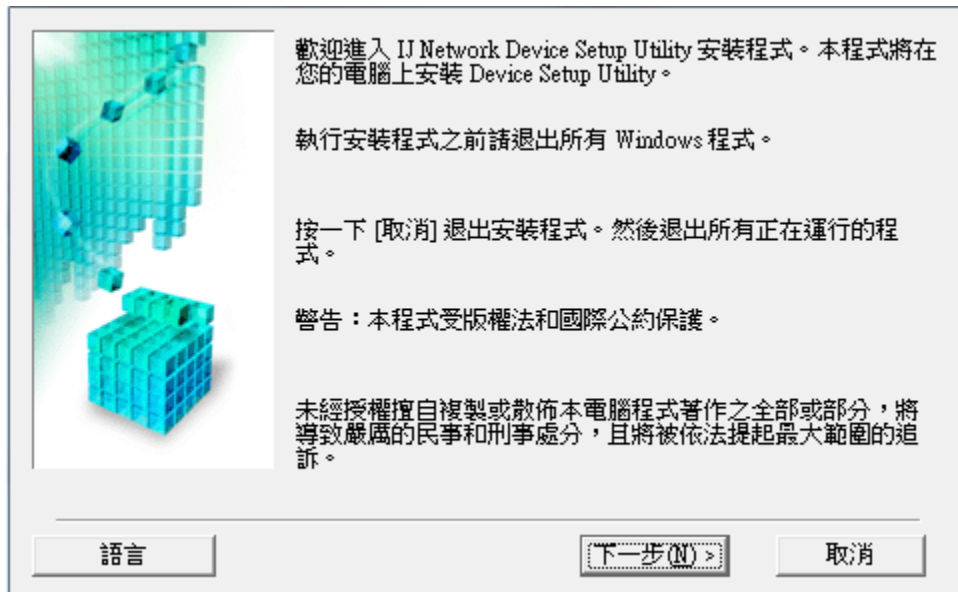 歡迎進入 IJ Network Device Setup Utility 安裝程式。本程式將在
您的電腦上安裝 Device Setup Utility。
執行安裝程式之前請退出所有 Windows 程式。
按一下 [取消] 退出安裝程式。然後退出所有正在運行的程
式。
警告：本程式受版權法和國際公約保護。
未經授權擅自複製或散佈本電腦程式著作之全部或部分，將
導致嚴厲的民事和刑事處分，且將被依法提起最大範圍的追
訴。
語言
下一步(N) >
取消